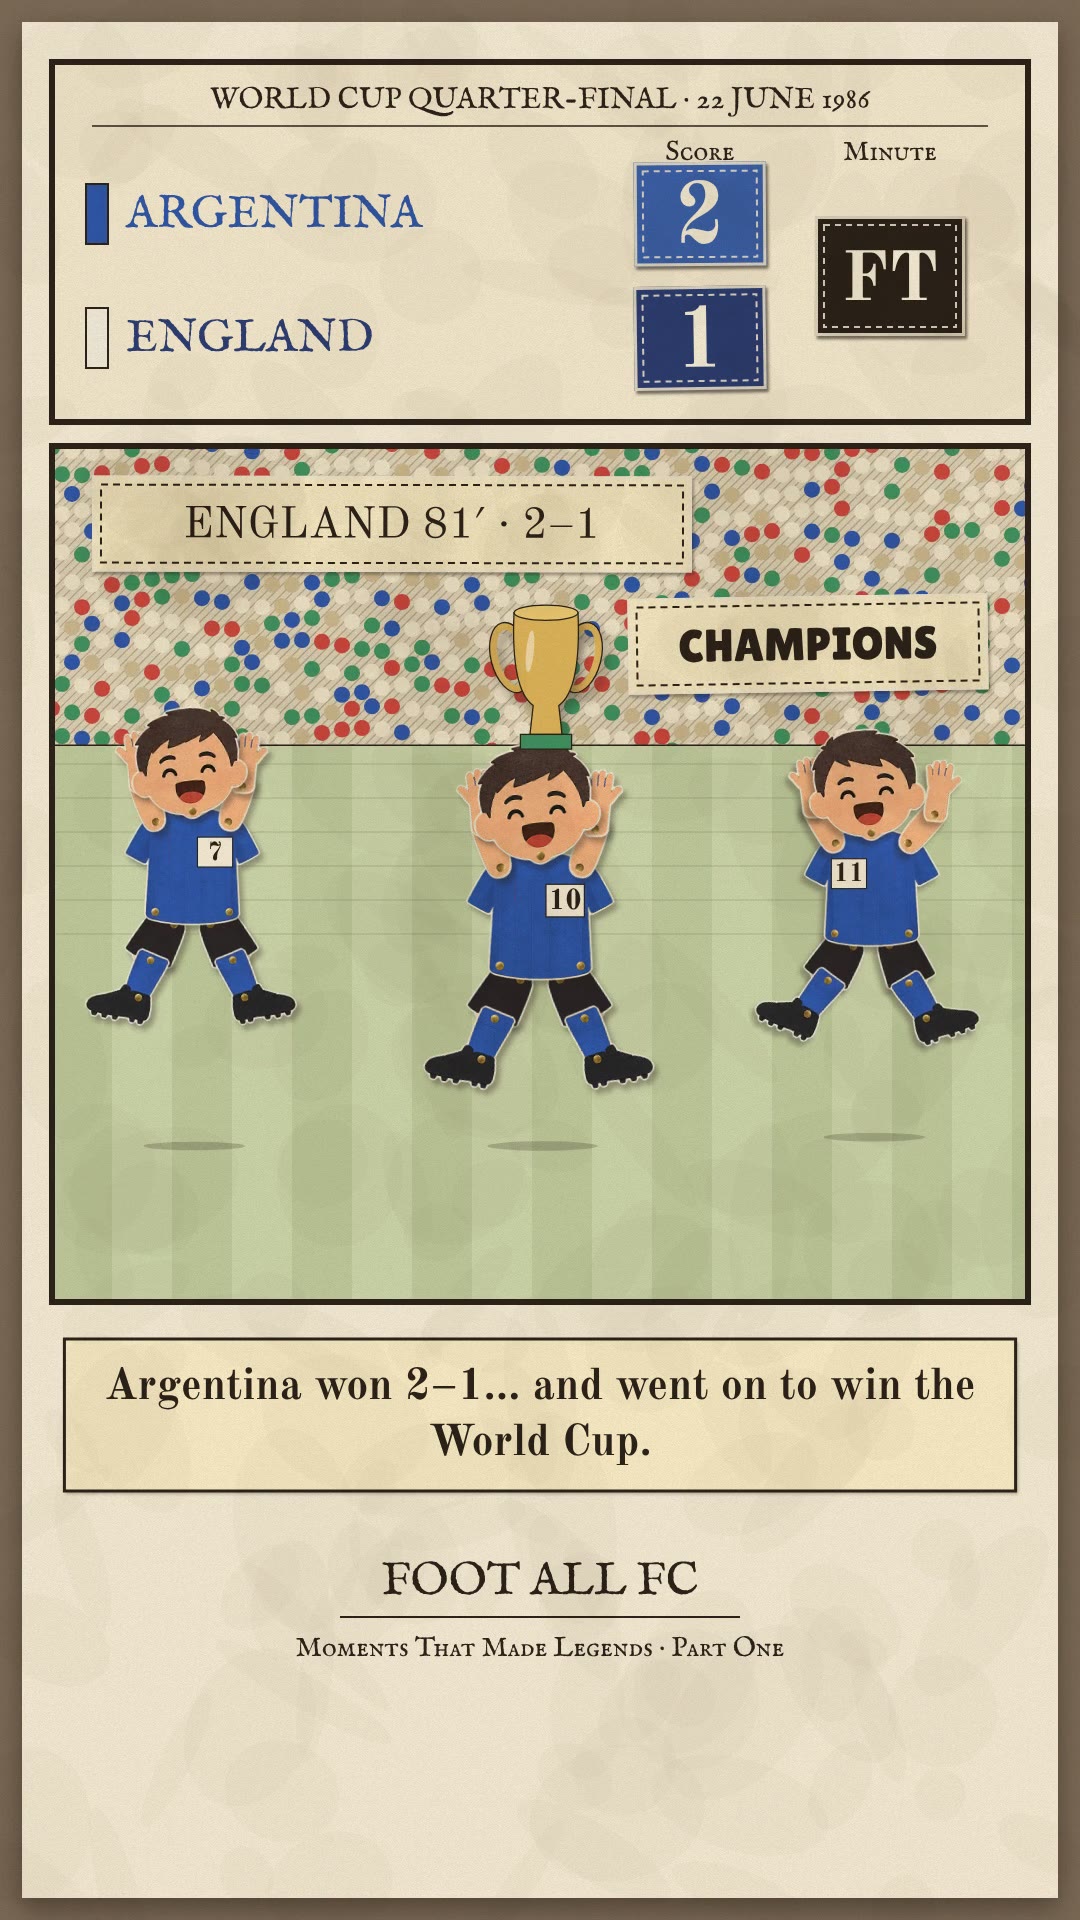 WORLD CUP QUARTER-FINAL · 22 JUNE 1986
Score
Minute
ARGENTINA
2
FT
ENGLAND
1
ENGLAND 81′ · 2–1
CHAMPIONS
7
10
11
Argentina won 2–1... and went on to win the
World Cup.
FOOT ALL FC
Moments That Made Legends · Part One